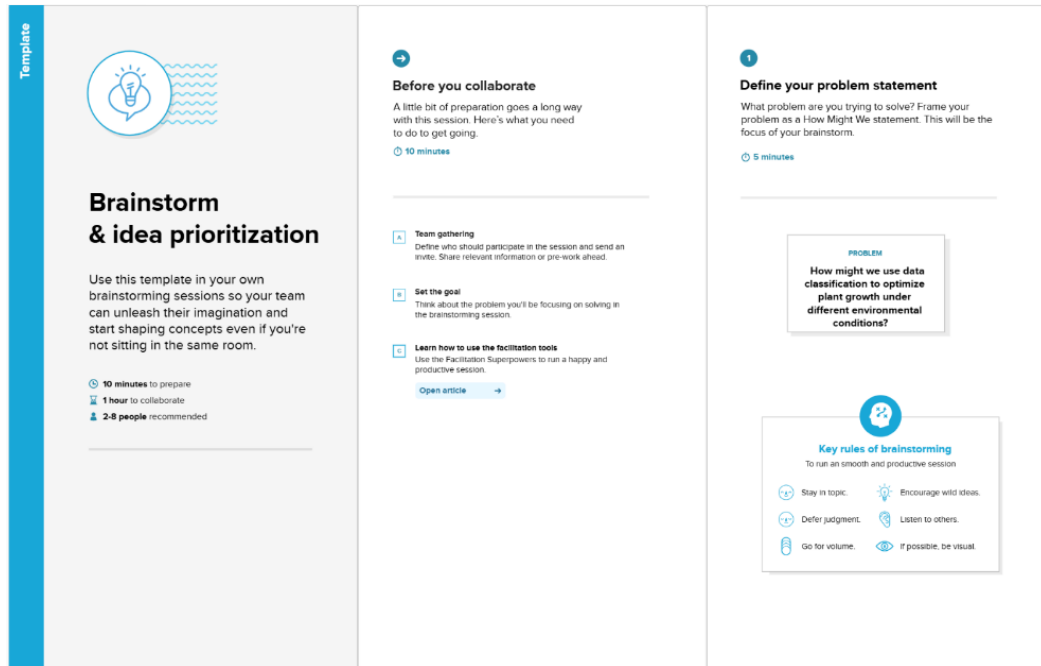 Template
Brainstorm
& idea prioritization
Use this template in your own
brainstorming sessions so your team
can unleash their imagination and
start shaping concepts even if you're
not sitting in the same room.
10 minutes to prepare
1 hour to collaborate
2-8 people recommended
Before you collaborate
A little bit of preparation goes a long way
with this session. Here's what you need
to do to get going.
10 minutes
A
Team gathering
Define who should participate in the session and send an
invite. Share relevant information or pre-work ahead.
B
Set the goal
Think about the problem you'll be focusing on solving in
the brainstorming session.
C
Learn how to use the facilitation tools
Use the Facilitation Superpowers to run a happy and
productive session.
Open article
1
Define your problem statement
What problem are you trying to solve? Frame your
problem as a How Might We statement. This will be the
focus of your brainstorm.
5 minutes
PROBLEM
How might we use data
classification to optimize
plant growth under
different environmental
conditions?
Key rules of brainstorming
To run an smooth and productive session
Stay in topic.
Encourage wild ideas.
Defer judgment.
Listen to others.
Go for volume.
If possible, be visual.